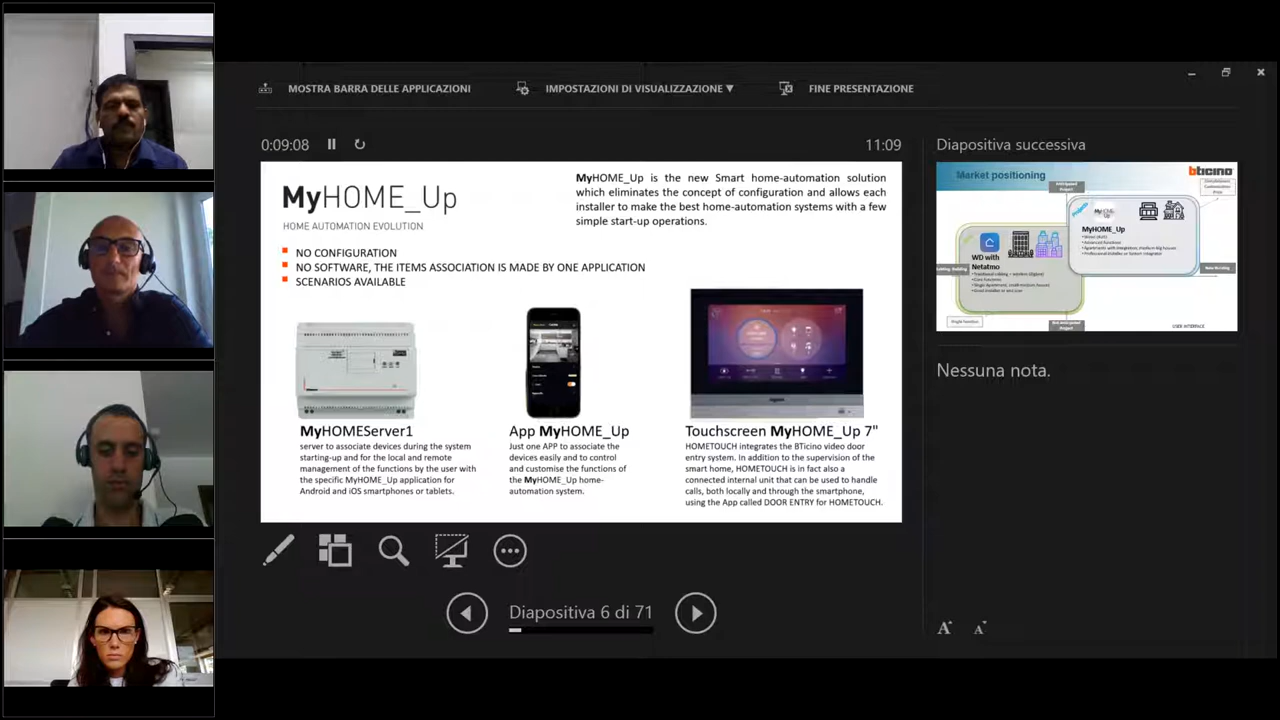 MOSTRA BARRA DELLE APPLICAZIONI
IMPOSTAZIONI DI VISUALIZZAZIONE ▼
FINE PRESENTAZIONE
0:09:08
11:09
MyHOME_Up
HOME AUTOMATION EVOLUTION
MyHOME_Up is the new Smart home-automation solution
which eliminates the concept of configuration and allows each
installer to make the best home-automation systems with a few
simple start-up operations.
NO CONFIGURATION
NO SOFTWARE, THE ITEMS ASSOCIATION IS MADE BY ONE APPLICATION
SCENARIOS AVAILABLE
MyHOMEServer1
server to associate devices during the system
starting-up and for the local and remote
management of the functions by the user with
the specific MyHOME_Up application for
Android and iOS smartphones or tablets.
App MyHOME_Up
Just one APP to associate the
devices easily and to control
and customise the functions of
the MyHOME_Up home-
automation system.
Touchscreen MyHOME_Up 7"
HOMETOUCH integrates the BTicino video door
entry system. In addition to the supervision of the
smart home, HOMETOUCH is in fact also a
connected internal unit that can be used to handle
calls, both locally and through the smartphone,
using the App called DOOR ENTRY for HOMETOUCH.
Diapositiva 6 di 71
Diapositiva successiva
Market positioning
bticino
MyHOME_Up
WD with
Netatmo
USER INTERFACE
Nessuna nota.
A
A